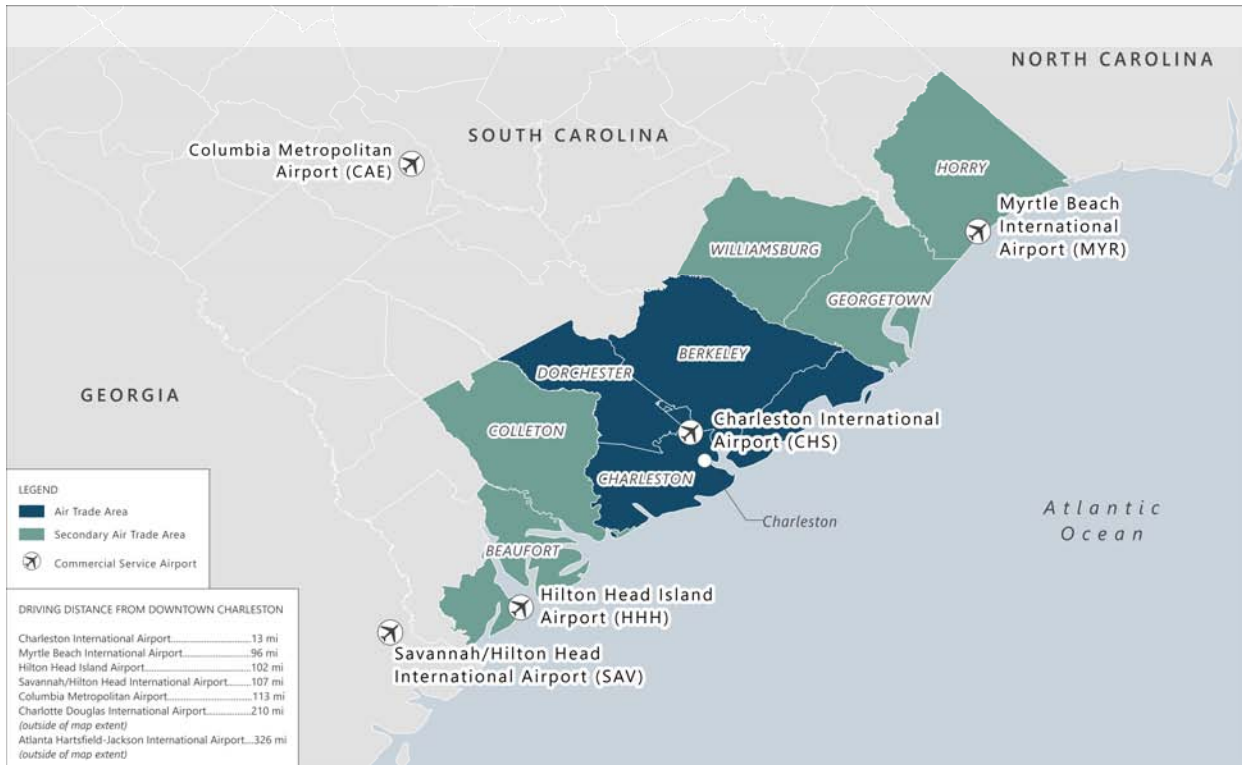 NORTH CAROLINA
SOUTH CAROLINA
Columbia Metropolitan
Airport (CAE)
HORRY
Myrtle Beach
International
Airport (MYR)
WILLIAMSBURG
GEORGETOWN
BERKELEY
DORCHESTER
GEORGIA
Charleston International
Airport (CHS)
COLLETON
CHARLESTON
Charleston
Atlantic
Ocean
BEAUFORT
Hilton Head Island
Airport (HHH)
Savannah/Hilton Head
International Airport (SAV)
LEGEND
Air Trade Area
Secondary Air Trade Area
Commercial Service Airport
DRIVING DISTANCE FROM DOWNTOWN CHARLESTON
Charleston International Airport..............................13 mi
Myrtle Beach International Airport..........................96 mi
Hilton Head Island Airport......................................102 mi
Savannah/Hilton Head International Airport........107 mi
Columbia Metropolitan Airport..............................113 mi
Charlotte Douglas International Airport.................210 mi
(outside of map extent)
Atlanta Hartsfield-Jackson International Airport....326 mi
(outside of map extent)